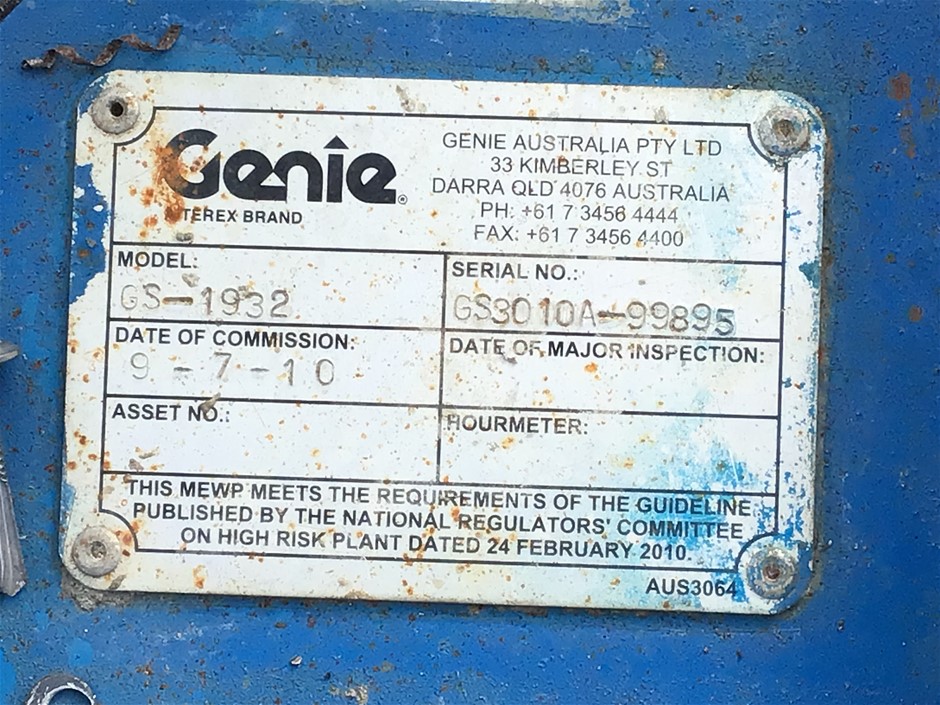 Genie®
TEREX BRAND
GENIE AUSTRALIA PTY LTD
33 KIMBERLEY ST
DARRA QLD 4076 AUSTRALIA
PH: +61 7 3456 4444
FAX: +61 7 3456 4400
MODEL:
GS-1932
SERIAL NO.:
GS3010A-99895
DATE OF COMMISSION:
9-7-10
DATE OF MAJOR INSPECTION:
ASSET NO.:
HOURMETER:
THIS MEWP MEETS THE REQUIREMENTS OF THE GUIDELINE
PUBLISHED BY THE NATIONAL REGULATORS' COMMITTEE
ON HIGH RISK PLANT DATED 24 FEBRUARY 2010.
AUS3064